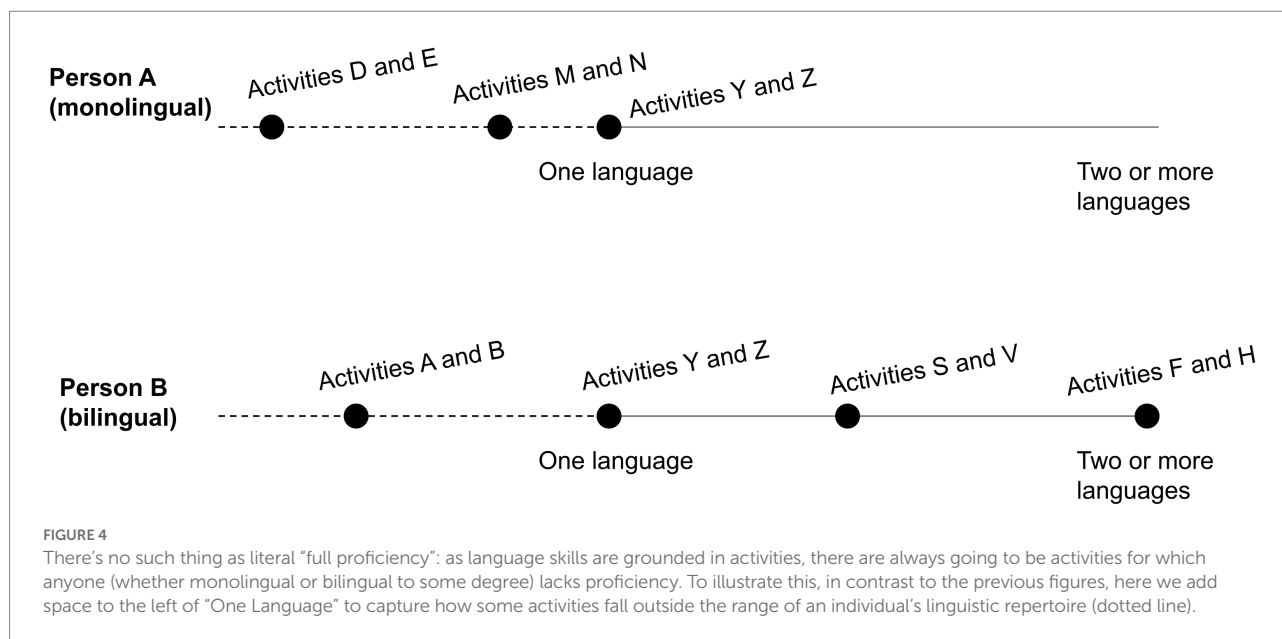 Person A
(monolingual)
Activities D and E
Activities M and N
Activities Y and Z
One language
Two or more
languages
Person B
(bilingual)
Activities A and B
Activities Y and Z
Activities S and V
Activities F and H
One language
Two or more
languages
FIGURE 4
There’s no such thing as literal “full proficiency”: as language skills are grounded in activities, there are always going to be activities for which
anyone (whether monolingual or bilingual to some degree) lacks proficiency. To illustrate this, in contrast to the previous figures, here we add
space to the left of “One Language” to capture how some activities fall outside the range of an individual’s linguistic repertoire (dotted line).